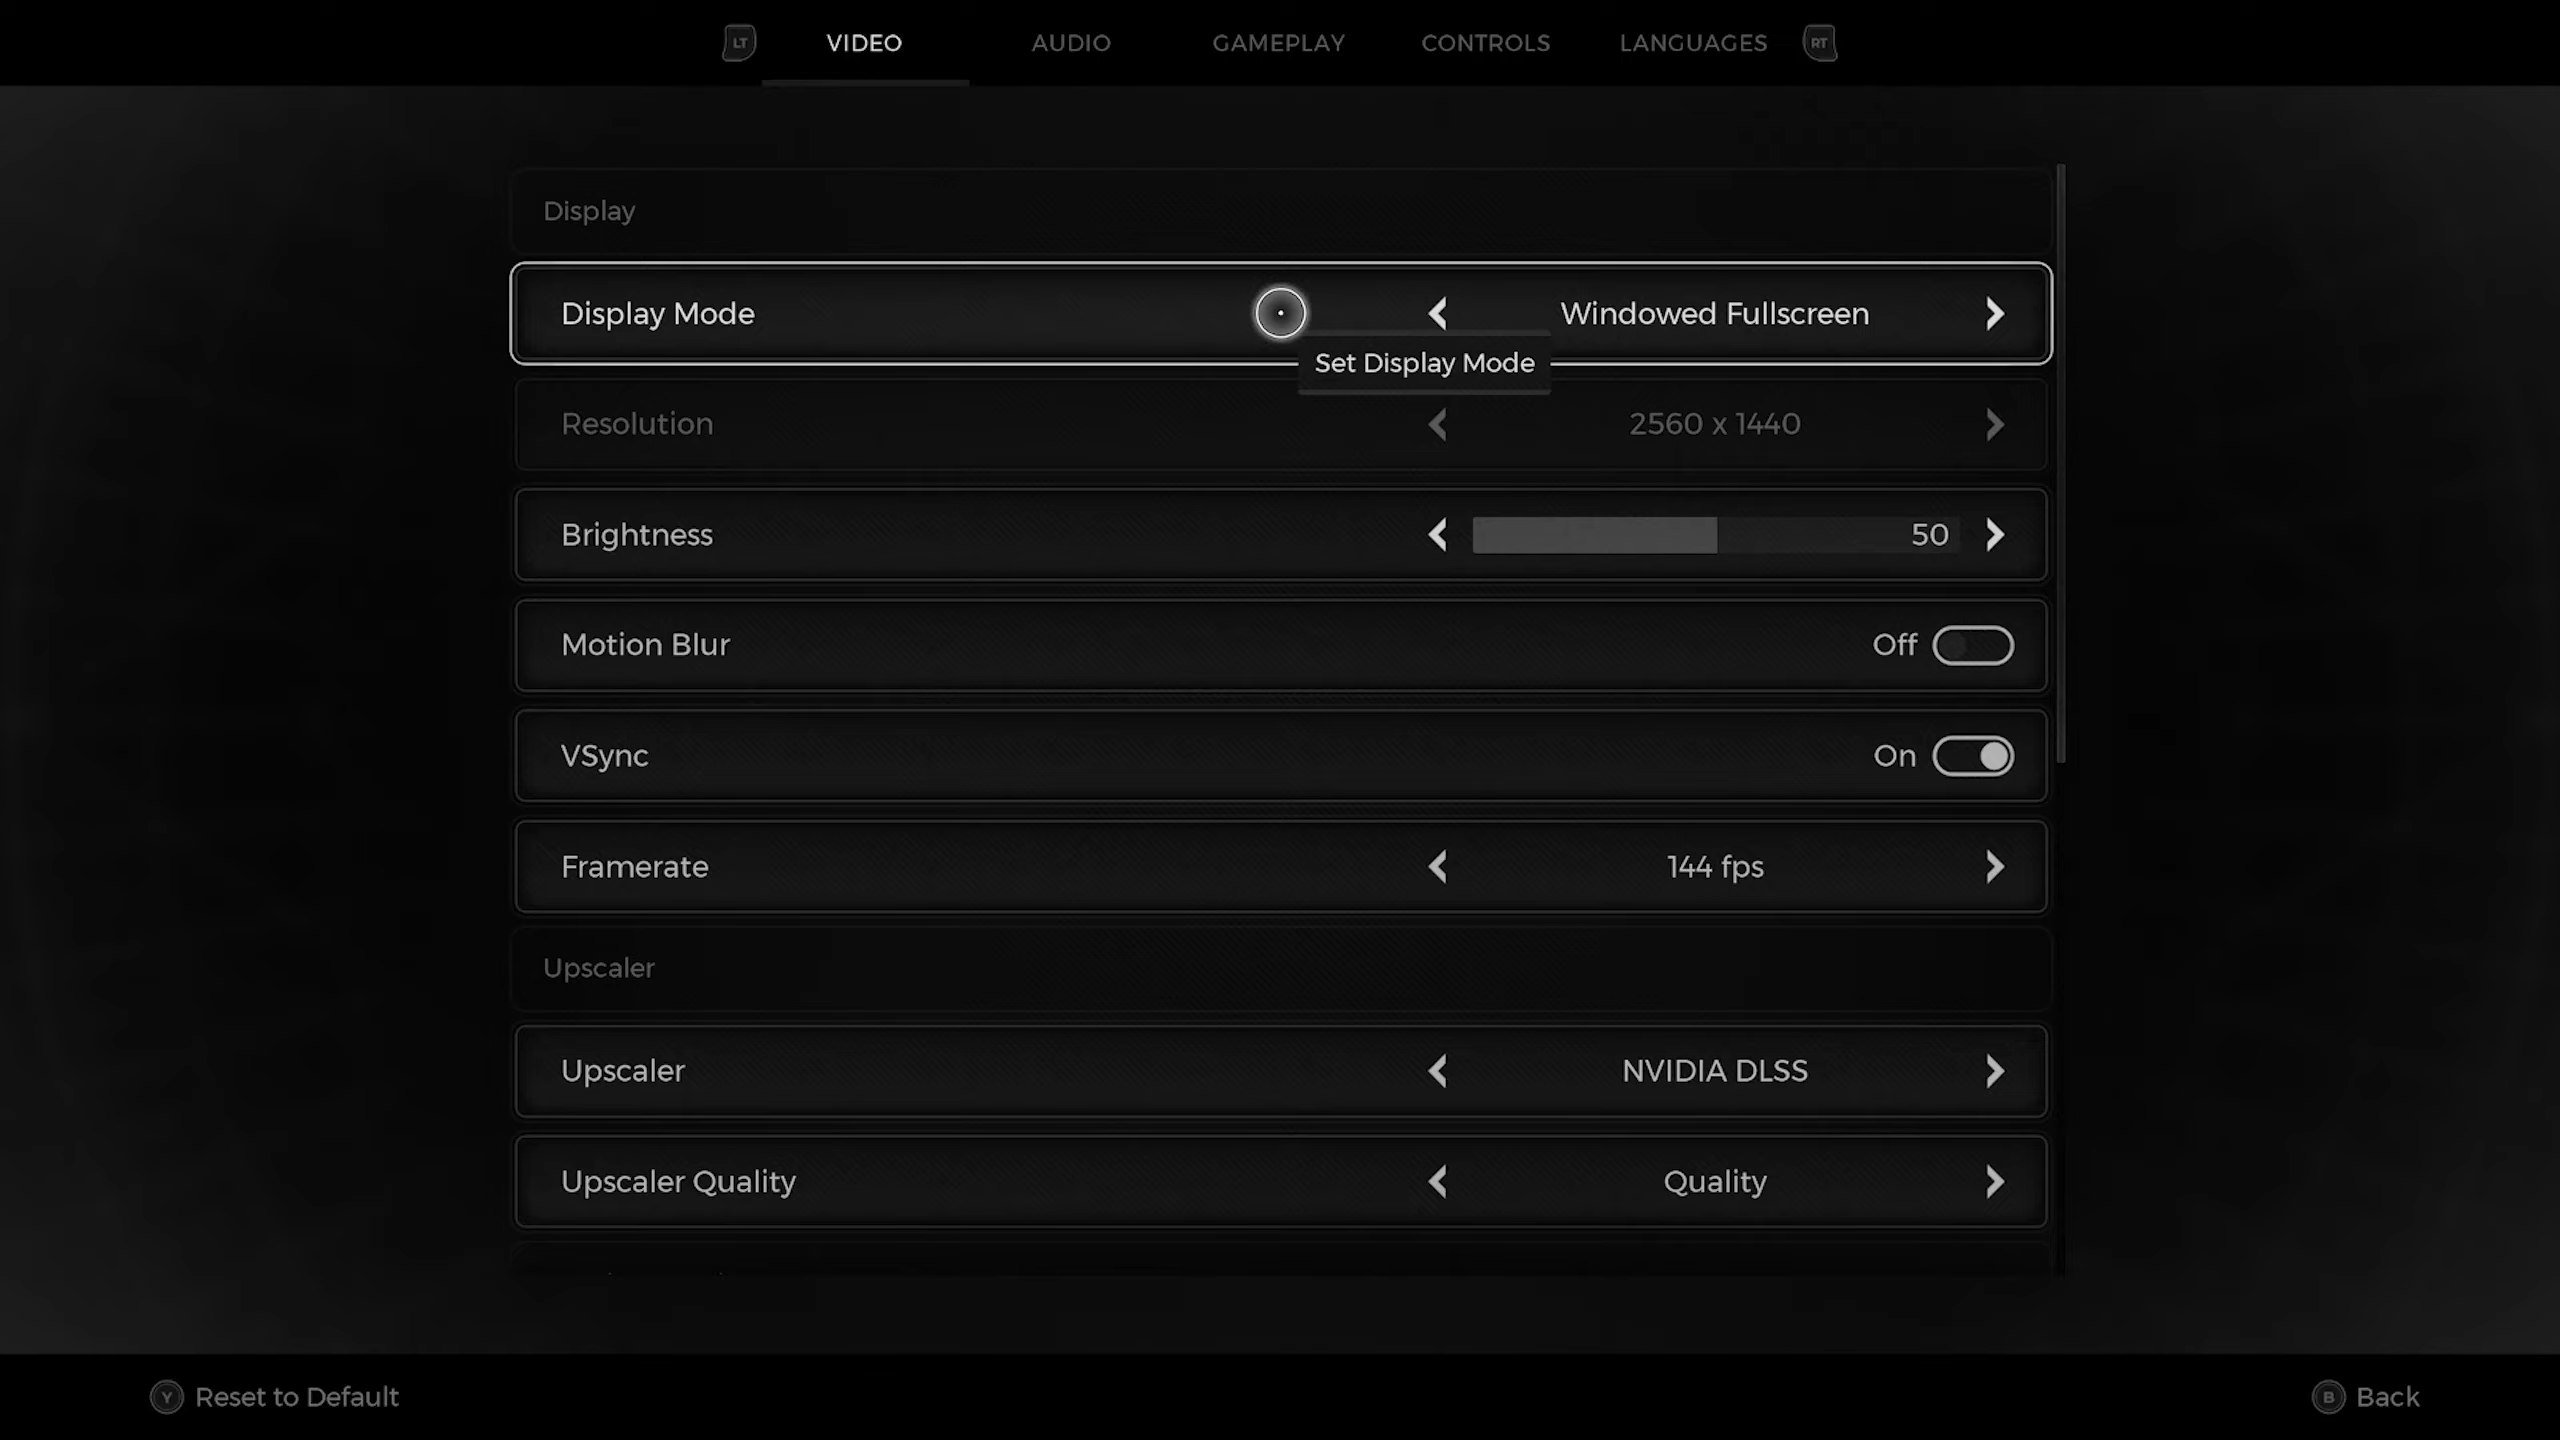 LT VIDEO AUDIO GAMEPLAY CONTROLS LANGUAGES RT
Display
Display Mode Windowed Fullscreen
Set Display Mode
Resolution 2560 x 1440
Brightness 50
Motion Blur Off
VSync On
Framerate 144 fps
Upscaler
Upscaler NVIDIA DLSS
Upscaler Quality Quality
Y Reset to Default B Back